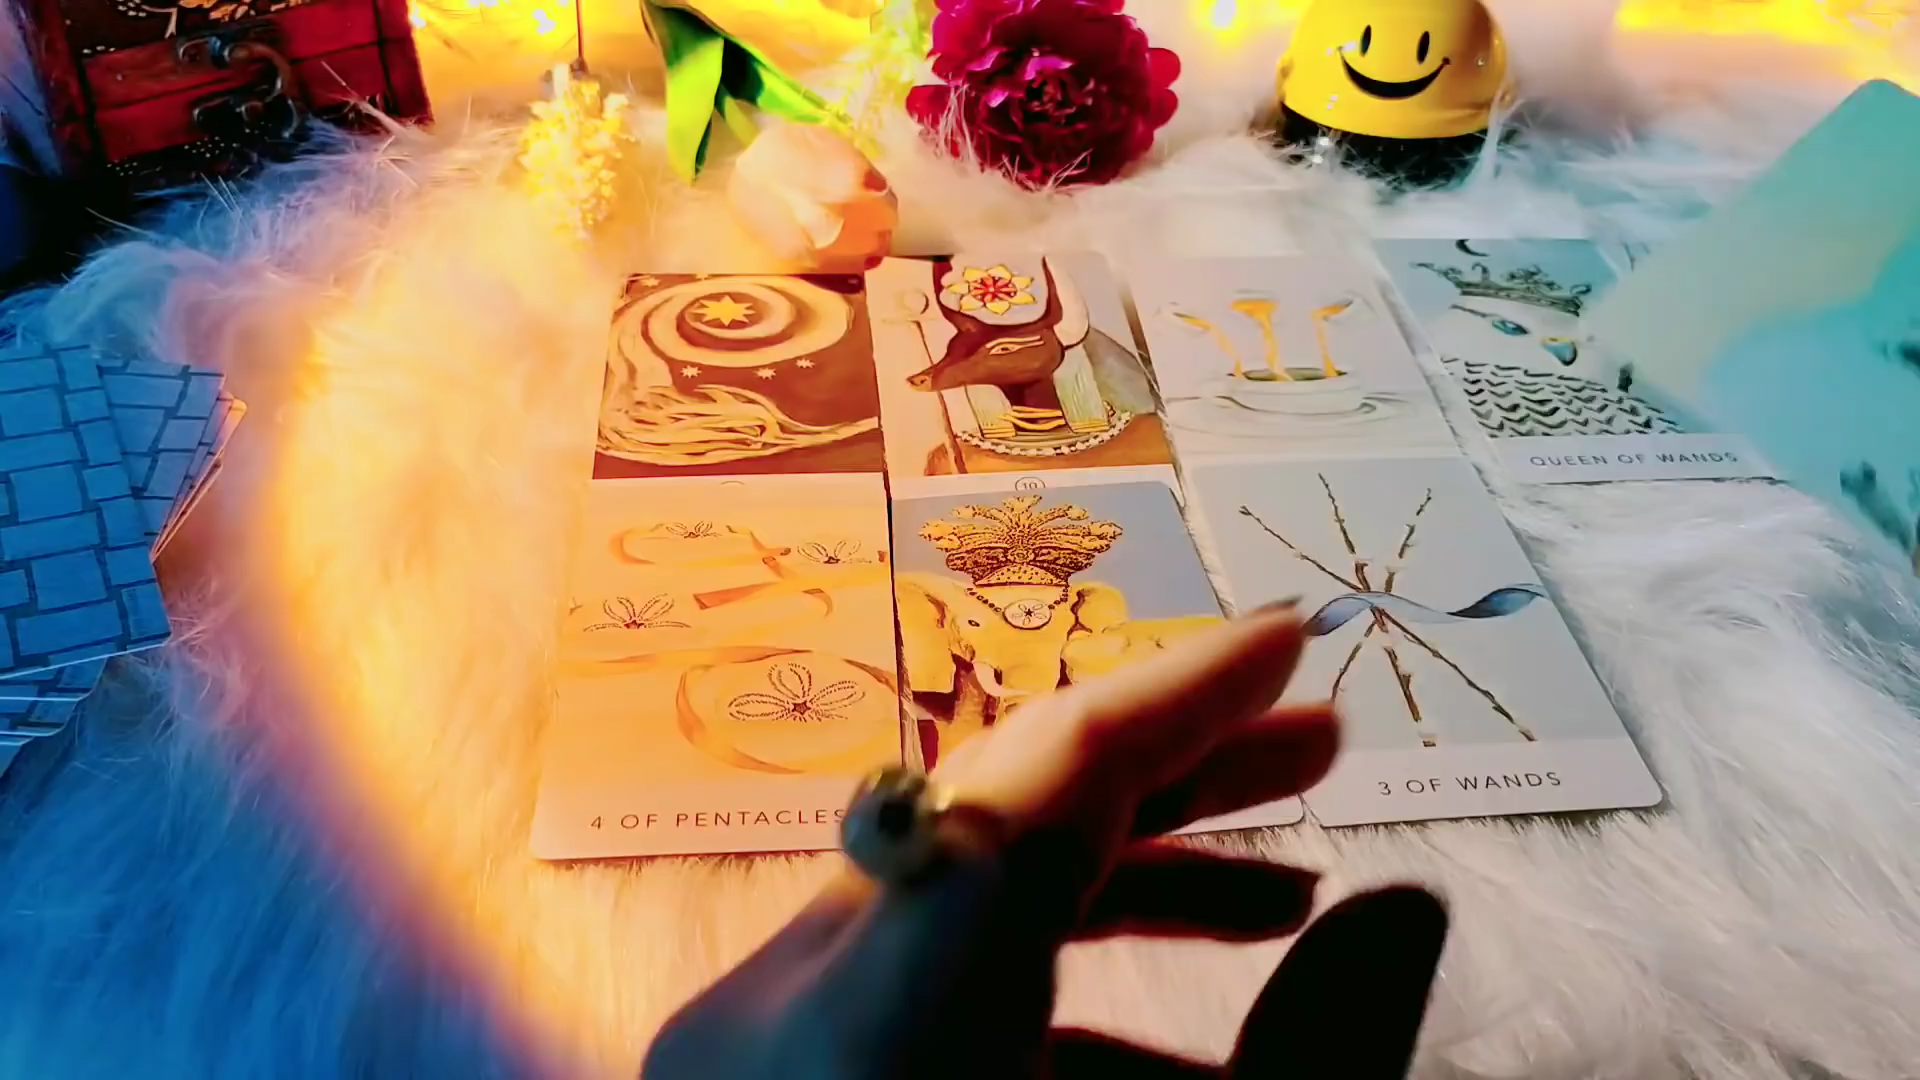 QUEEN OF WANDS
10
4 OF PENTACLES
3 OF WANDS